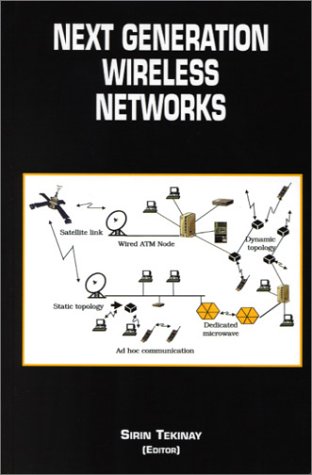 NEXT GENERATION
WIRELESS
NETWORKS
Satellite link
Wired ATM Node
Dynamic
topology
Static topology
Dedicated
microwave
Ad hoc communication
SIRIN TEKINAY
(EDITOR)